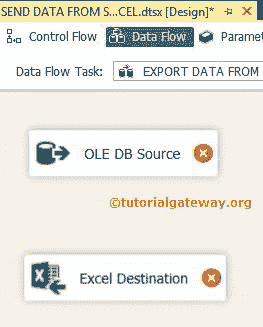 SEND DATA FROM S...CEL.dtsx [Design]*
Control Flow Data Flow Paramet
Data Flow Task: EXPORT DATA FROM
OLE DB Source
©tutorialgateway.org
Excel Destination